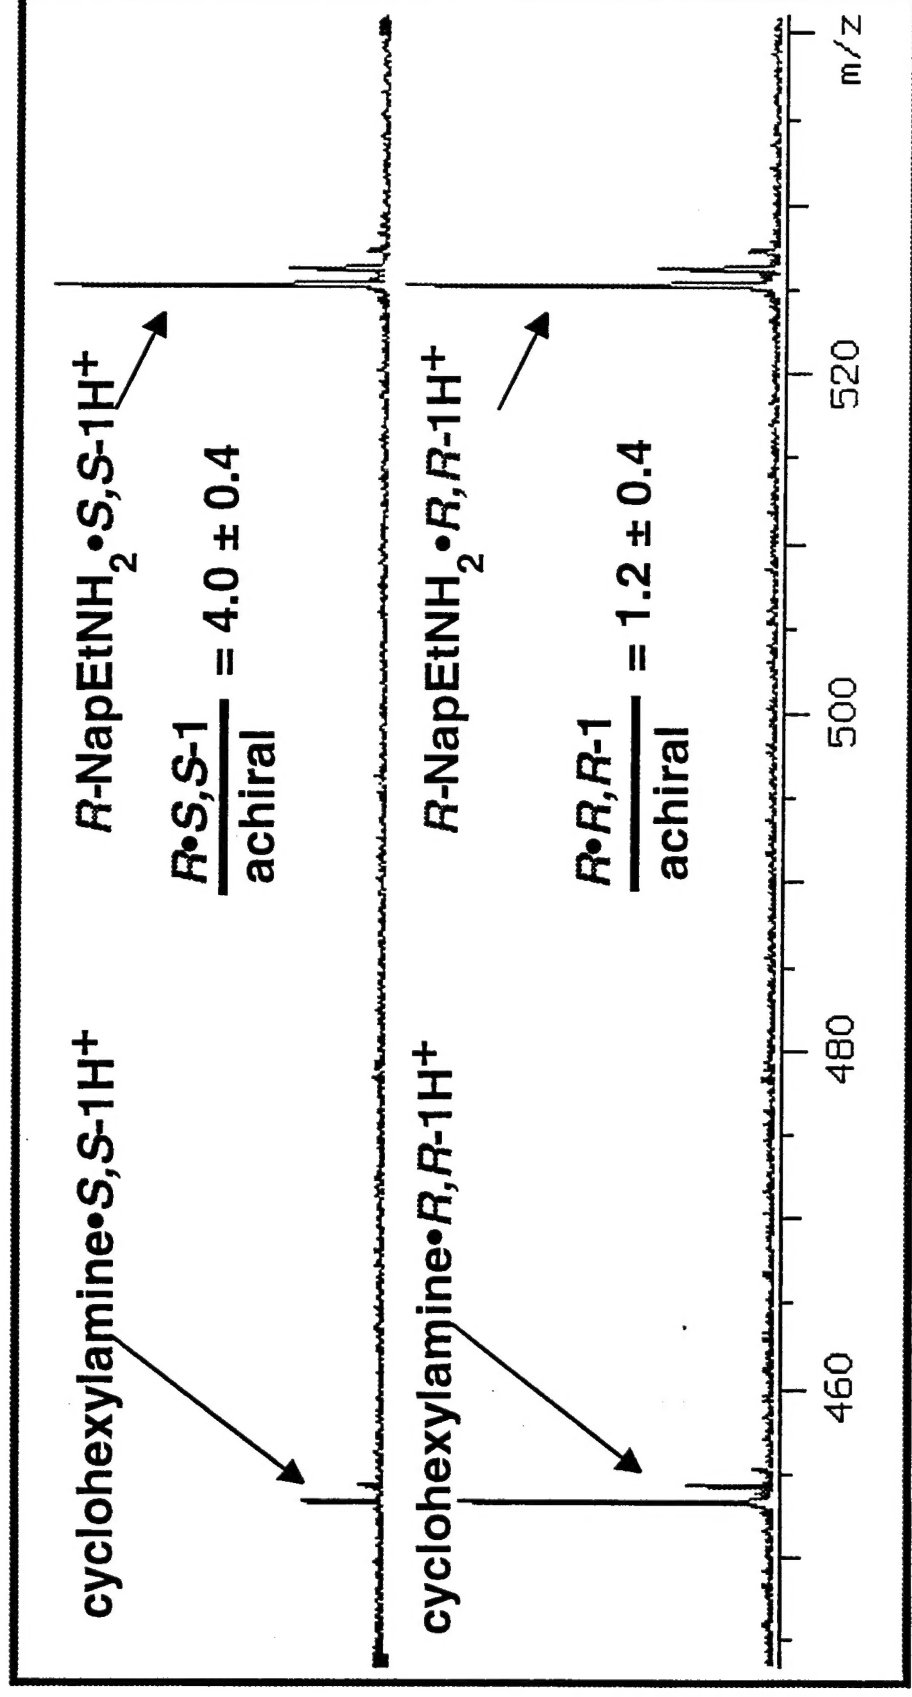 cyclohexylamine•S,S-1H⁺
R-NapEtNH₂•S,S-1H⁺
R•S,S-1
achiral
= 4.0 ± 0.4
cyclohexylamine•R,R-1H⁺
R-NapEtNH₂•R,R-1H⁺
R•R,R-1
achiral
= 1.2 ± 0.4
460 480 500 520 m/z